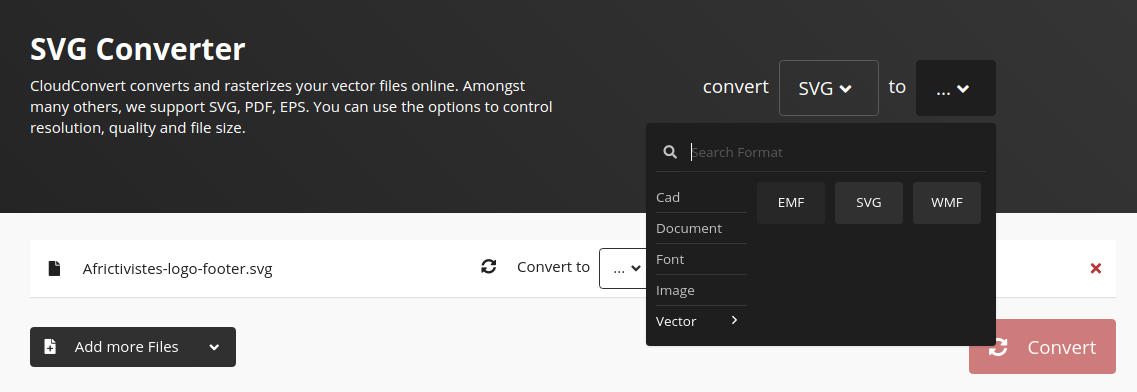 SVG Converter
CloudConvert converts and rasterizes your vector files online. Amongst
many others, we support SVG, PDF, EPS. You can use the options to control
resolution, quality and file size.
convert SVG to ...
Search Format
Cad
Document
Font
Image
Vector
EMF SVG WMF
Africtivistes-logo-footer.svg Convert to ...
Add more Files
Convert